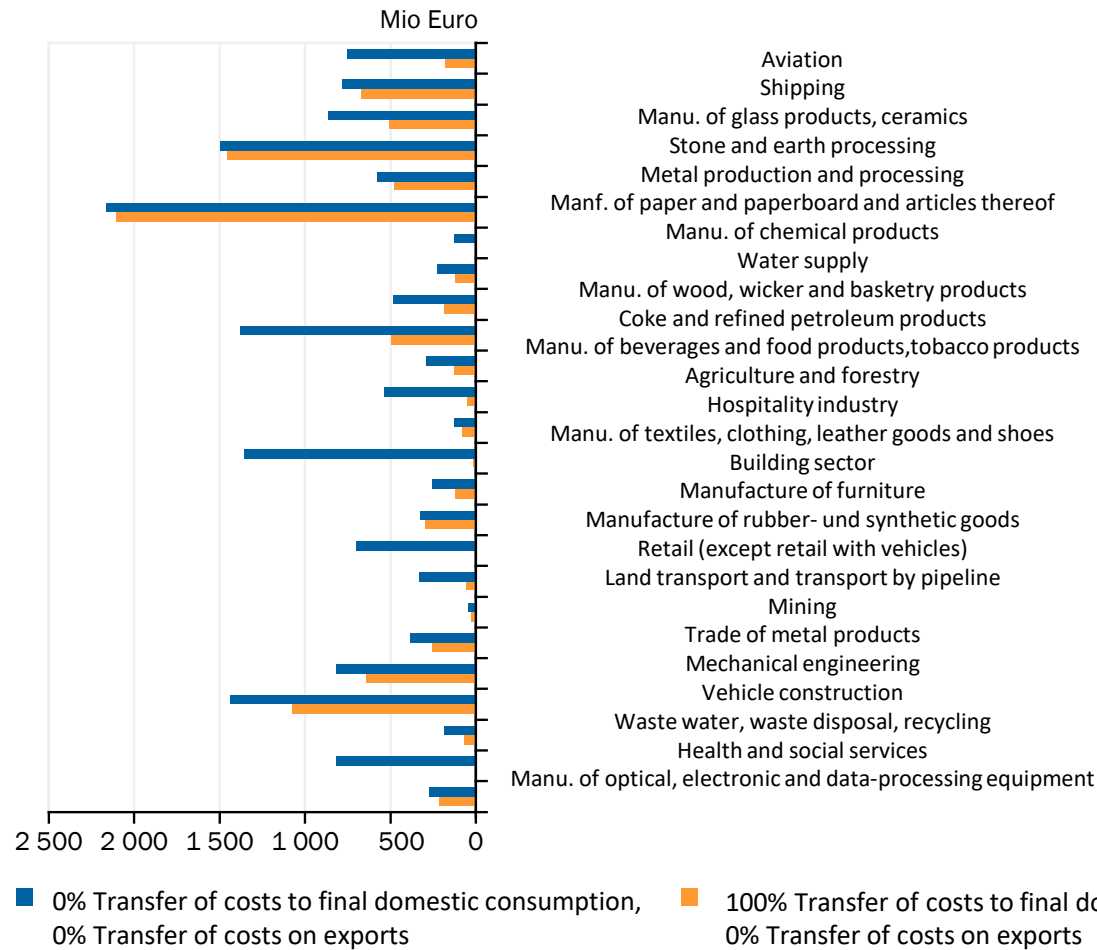 Mio Euro
Aviation
Shipping
Manu. of glass products, ceramics
Stone and earth processing
Metal production and processing
Manf. of paper and paperboard and articles thereof
Manu. of chemical products
Water supply
Manu. of wood, wicker and basketry products
Coke and refined petroleum products
Manu. of beverages and food products,tobacco products
Agriculture and forestry
Hospitality industry
Manu. of textiles, clothing, leather goods and shoes
Building sector
Manufacture of furniture
Manufacture of rubber- und synthetic goods
Retail (except retail with vehicles)
Land transport and transport by pipeline
Mining
Trade of metal products
Mechanical engineering
Vehicle construction
Waste water, waste disposal, recycling
Health and social services
Manu. of optical, electronic and data-processing equipment
2 500 2 000 1 500 1 000 500 0
0% Transfer of costs to final domestic consumption,
0% Transfer of costs on exports
100% Transfer of costs to final
0% Transfer of costs on exports